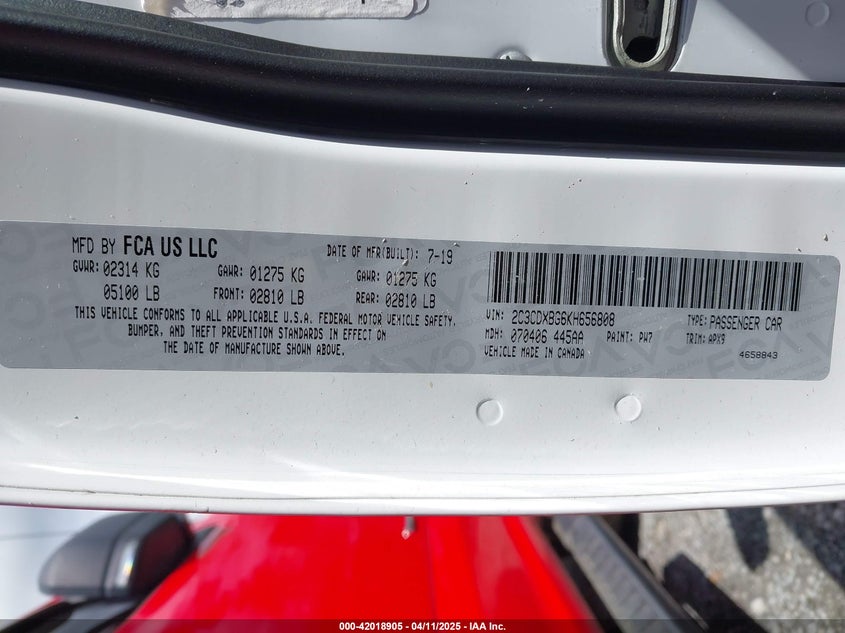 MFD BY FCA US LLC DATE OF MFR(BUILT): 7-19
GVWR: 02314 KG GAWR: 01275 KG GAWR: 01275 KG
05100 LB FRONT: 02810 LB REAR: 02810 LB
THIS VEHICLE CONFORMS TO ALL APPLICABLE U.S.A. FEDERAL MOTOR VEHICLE SAFETY,
BUMPER, AND THEFT PREVENTION STANDARDS IN EFFECT ON
THE DATE OF MANUFACTURE SHOWN ABOVE.
VIN: 2C3CDXBG6KH656808 TYPE: PASSENGER CAR
MDH: 070406 445AA PAINT: PW7 TRIM: APX9
VEHICLE MADE IN CANADA 4658843
000-42018905 - 04/11/2025 - IAA Inc.